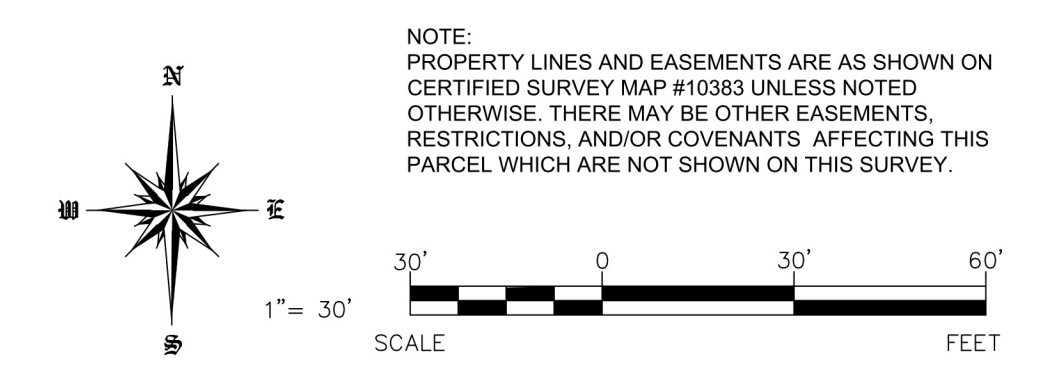 NOTE:
PROPERTY LINES AND EASEMENTS ARE AS SHOWN ON
CERTIFIED SURVEY MAP #10383 UNLESS NOTED
OTHERWISE. THERE MAY BE OTHER EASEMENTS,
RESTRICTIONS, AND/OR COVENANTS AFFECTING THIS
PARCEL WHICH ARE NOT SHOWN ON THIS SURVEY.
N
W
E
S
1"= 30'
30' 0 30' 60'
SCALE FEET